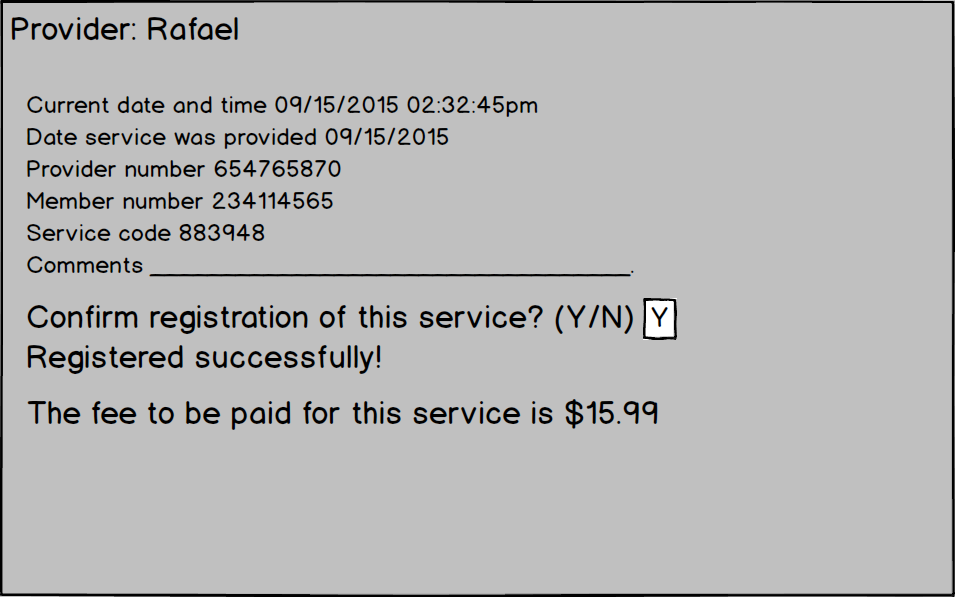 Provider: Rafael
Current date and time 09/15/2015 02:32:45pm
Date service was provided 09/15/2015
Provider number 654765870
Member number 234114565
Service code 883948
Comments ________________________________________.
Confirm registration of this service? (Y/N) Y
Registered successfully!
The fee to be paid for this service is $15.99